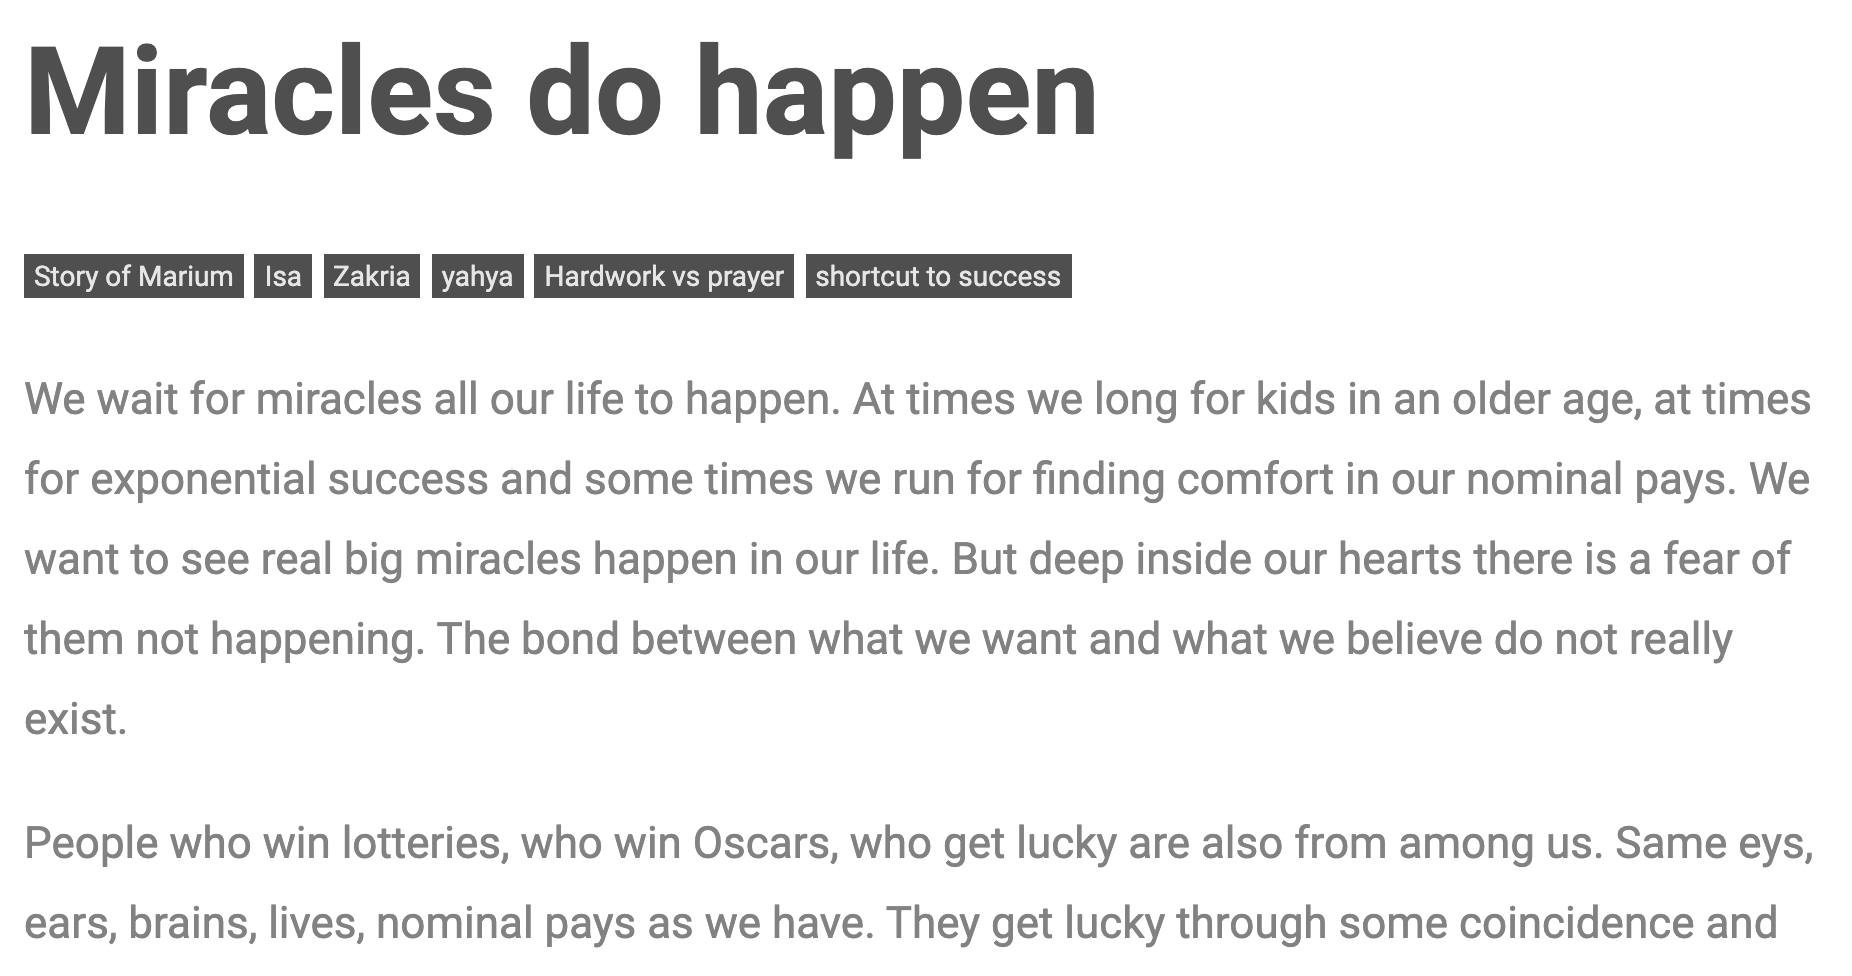 Miracles do happen
Story of Marium Isa Zakria yahya Hardwork vs prayer shortcut to success
We wait for miracles all our life to happen. At times we long for kids in an older age, at times
for exponential success and some times we run for finding comfort in our nominal pays. We
want to see real big miracles happen in our life. But deep inside our hearts there is a fear of
them not happening. The bond between what we want and what we believe do not really
exist.
People who win lotteries, who win Oscars, who get lucky are also from among us. Same eys,
ears, brains, lives, nominal pays as we have. They get lucky through some coincidence and